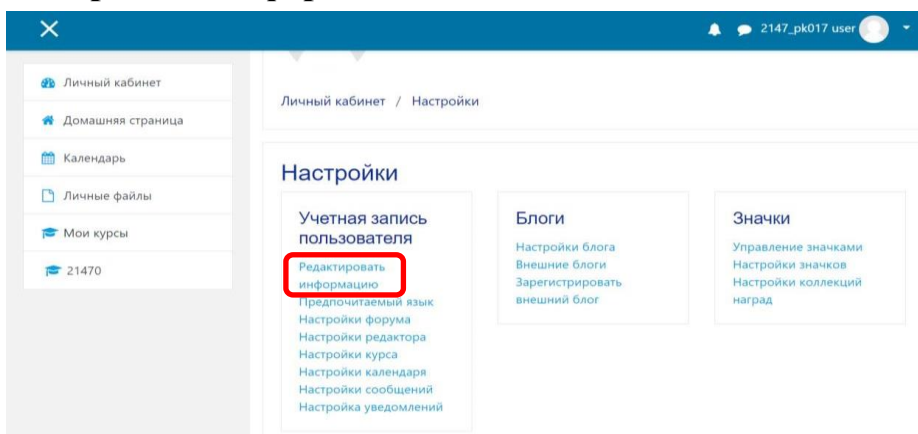 2147_pk017 user
Личный кабинет
Домашняя страница
Календарь
Личные файлы
Мои курсы
21470
Личный кабинет / Настройки
Настройки
Учетная запись
пользователя
Редактировать
информацию
Предпочитаемый язык
Настройки форума
Настройки редактора
Настройки курса
Настройки календаря
Настройки сообщений
Настройка уведомлений
Блоги
Настройки блога
Внешние блоги
Зарегистрировать
внешний блог
Значки
Управление значками
Настройки значков
Настройки коллекций
наград